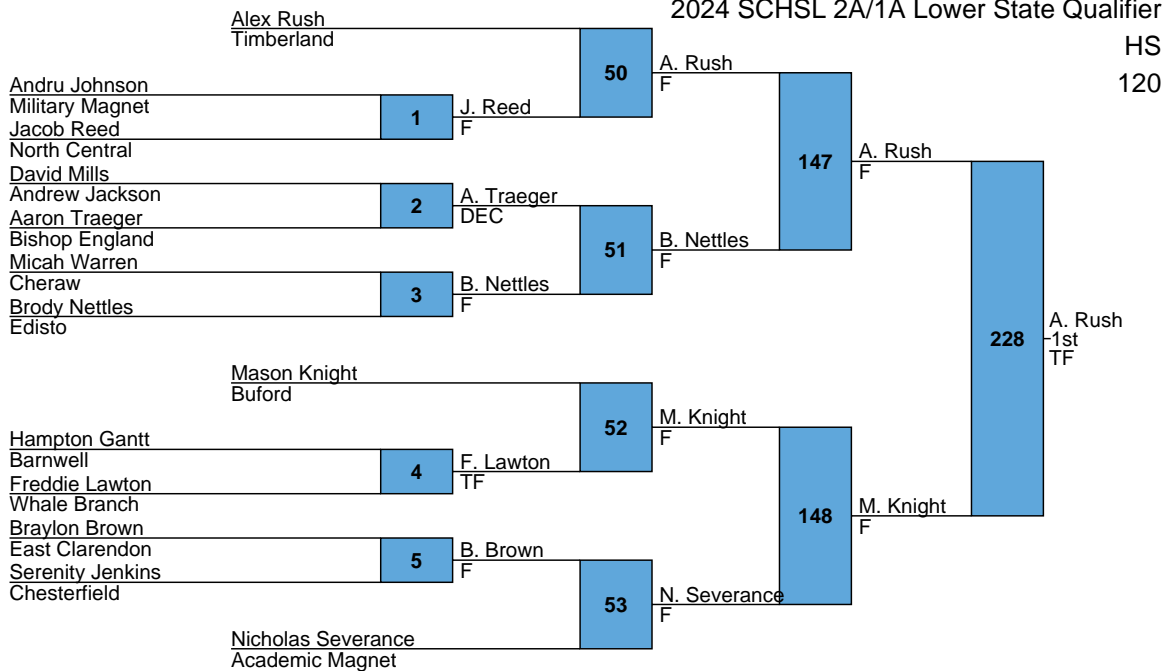 2024 SCHSL 2A/1A Lower State Qualifier
HS
120
Alex Rush
Timberland
50
A. Rush
F
Andru Johnson
Military Magnet
1
J. Reed
F
Jacob Reed
North Central
147
A. Rush
F
David Mills
Andrew Jackson
2
A. Traeger
DEC
Aaron Traeger
Bishop England
51
B. Nettles
F
Micah Warren
Cheraw
3
B. Nettles
F
Brody Nettles
Edisto
228
A. Rush
1st
TF
Mason Knight
Buford
52
M. Knight
F
Hampton Gantt
Barnwell
4
F. Lawton
TF
Freddie Lawton
Whale Branch
148
M. Knight
F
Braylon Brown
East Clarendon
5
B. Brown
F
Serenity Jenkins
Chesterfield
53
N. Severance
F
Nicholas Severance
Academic Magnet